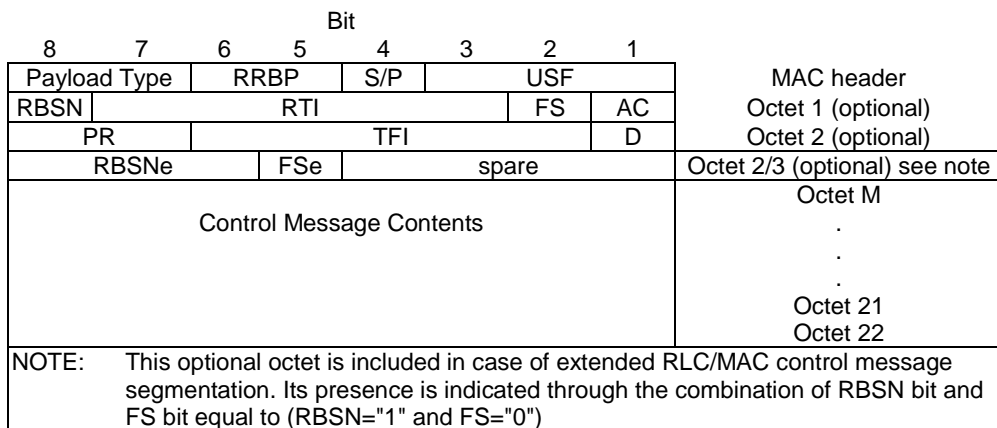 Bit
8 7 6 5 4 3 2 1
Payload Type RRBP S/P USF MAC header
RBSN RTI FS AC Octet 1 (optional)
PR TFI D Octet 2 (optional)
RBSNe FSe spare Octet 2/3 (optional) see note
Octet M
Control Message Contents .
.
.
Octet 21
Octet 22
NOTE: This optional octet is included in case of extended RLC/MAC control message
segmentation. Its presence is indicated through the combination of RBSN bit and
FS bit equal to (RBSN="1" and FS="0")